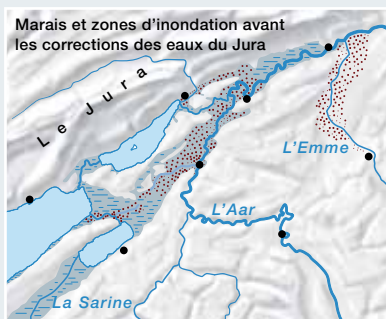 Marais et zones d’inondation avant
les corrections des eaux du Jura
Le Jura
L’Emme
L’Aar
La Sarine